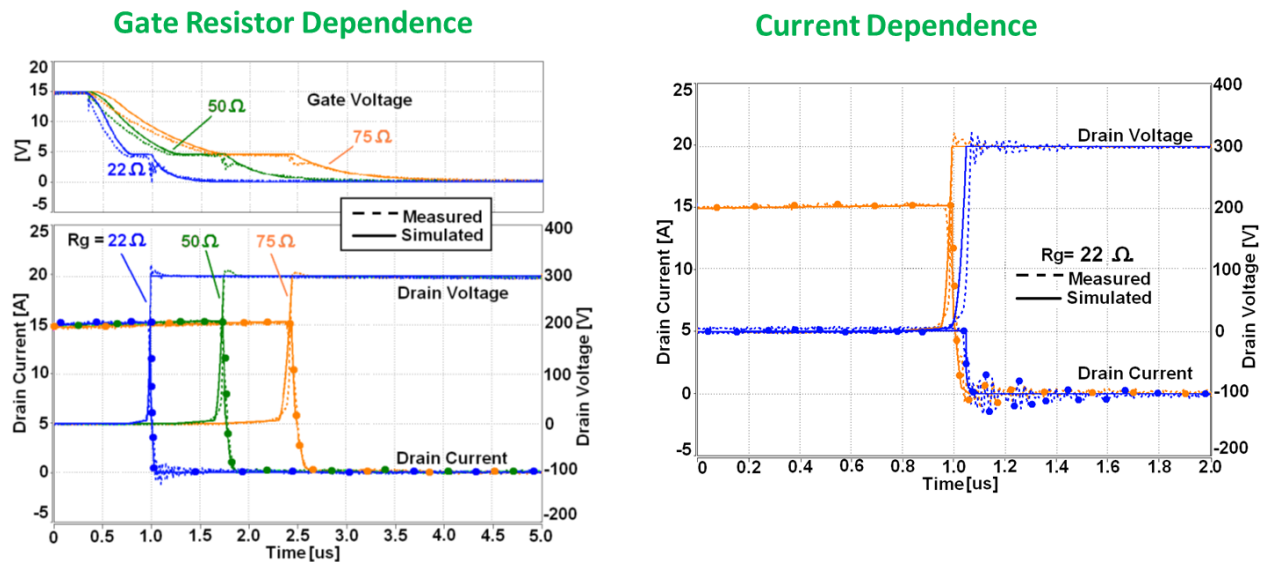 Gate Resistor Dependence
20
15
10
5
0
-5
[V]
50 Ω
Gate Voltage
75 Ω
22 Ω
Measured
Simulated
25
20
15
10
5
0
-5
Drain Current [A]
Rg = 22 Ω
50 Ω
75 Ω
Drain Voltage
Drain Current
400
300
200
100
0
-100
-200
Drain Voltage [V]
0 0.5 1.0 1.5 2.0 2.5 3.0 3.5 4.0 4.5 5.0
Time [us]
Current Dependence
25
20
15
10
5
0
-5
Drain Current [A]
Drain Voltage
Rg= 22 Ω
Measured
Simulated
Drain Current
400
300
200
100
0
-100
-200
Drain Voltage [V]
0 0.2 0.4 0.6 0.8 1.0 1.2 1.4 1.6 1.8 2.0
Time [us]